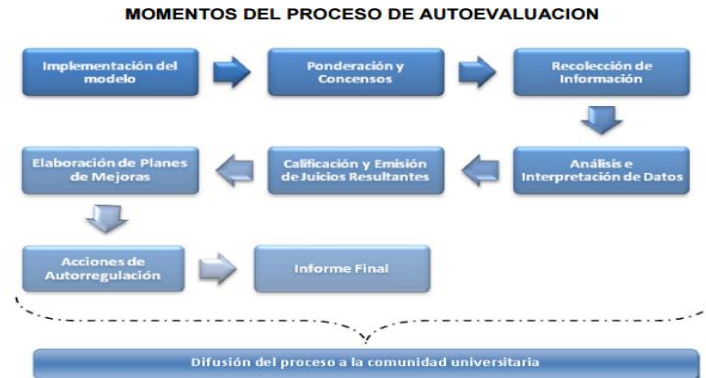 MOMENTOS DEL PROCESO DE AUTOEVALUACION
Implementación del
modelo
Ponderación y
Concensos
Recolección de
Información
Análisis e
Interpretación de Datos
Calificación y Emisión
de Juicios Resultantes
Elaboración de Planes
de Mejoras
Acciones de
Autorregulación
Informe Final
Difusión del proceso a la comunidad universitaria